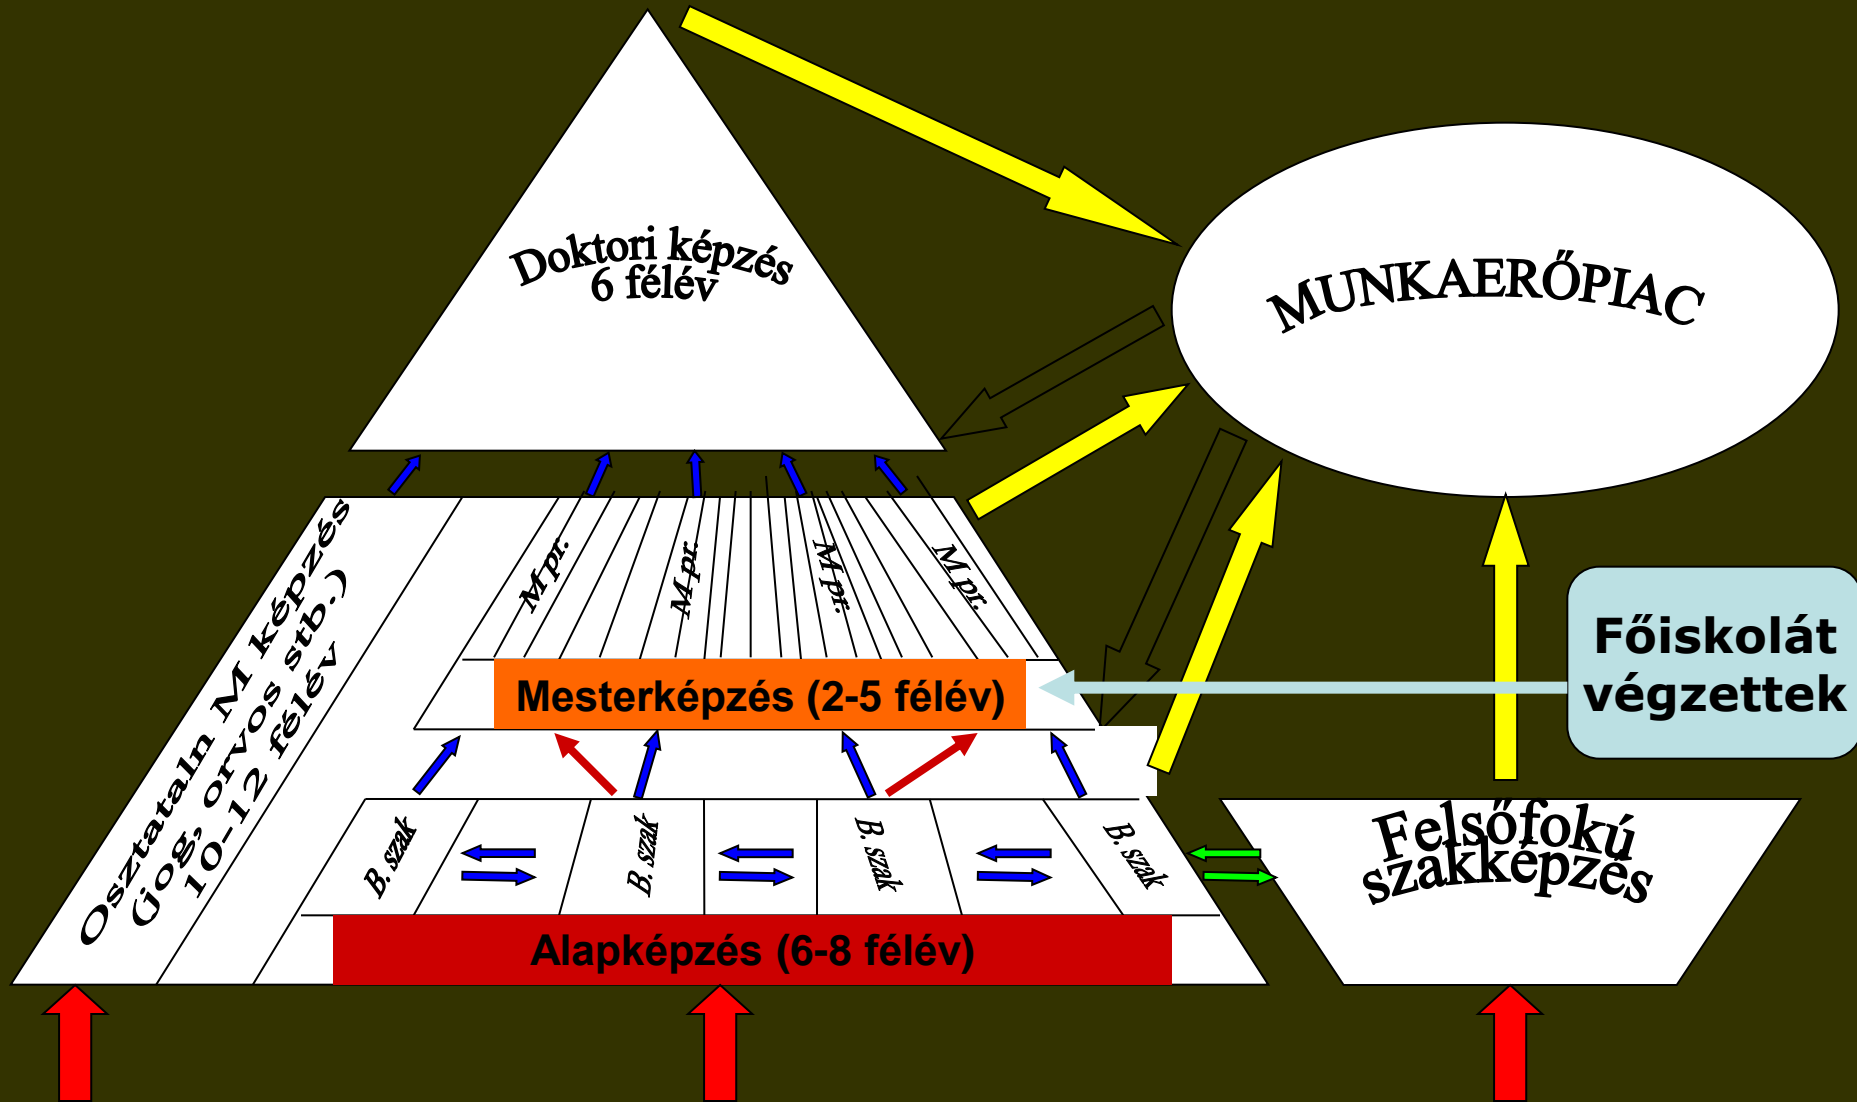 Doktori képzés
6 félév
MUNKAERŐPIAC
Osztataln M képzés
(jog, orvos stb.)
10-12 félév
M pr.
M pr.
M pr.
M pr.
Mesterképzés (2-5 félév)
Főiskolát
végzettek
B. szak
B. szak
B. szak
B. szak
Felsőfokú
szakképzés
Alapképzés (6-8 félév)